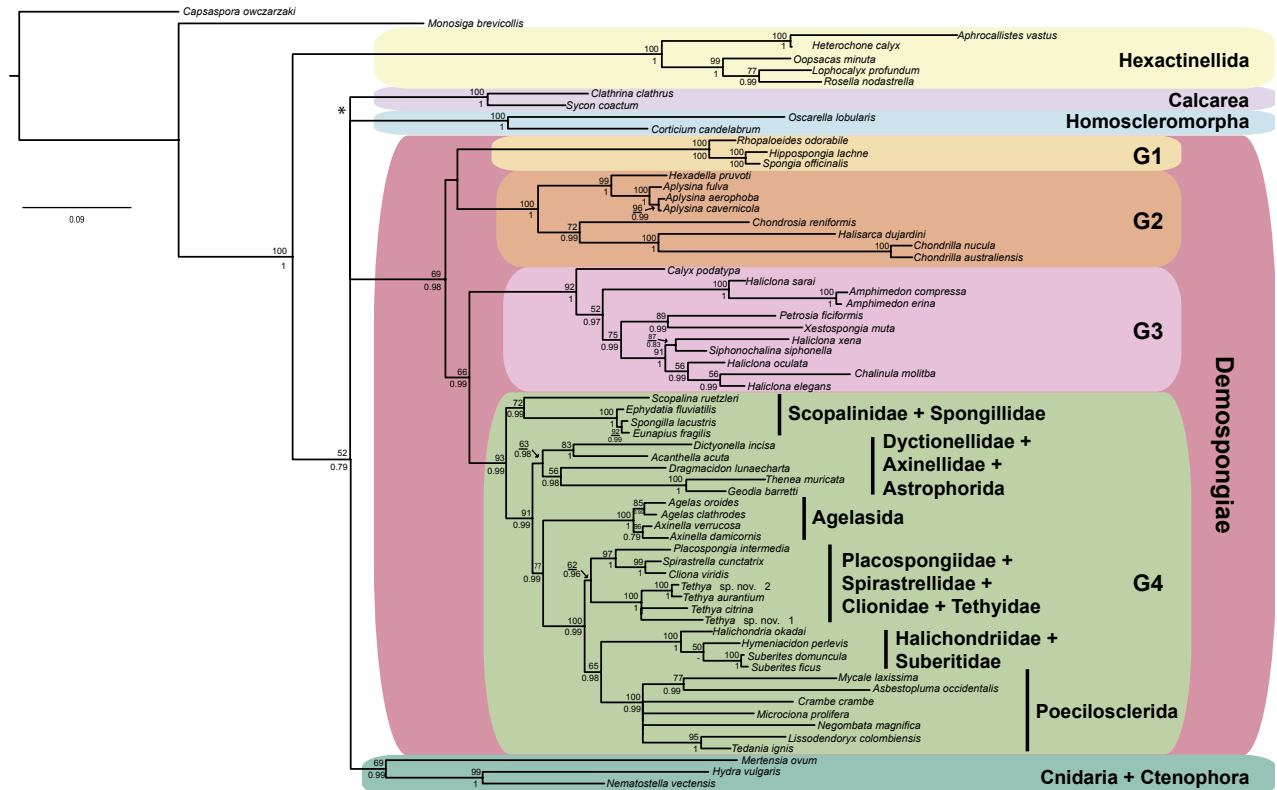 Capsaspora owczarzaki
Monosiga brevicollis
Aphrocallistes vastus
100
100
1
Heterochone calyx
1
Hexactinellida
99
Oopsacas minuta
1
77
Lophocalyx profundum
0.99
Rosella nodastrella
100
Clathrina clathrus
1
Sycon coactum
Calcarea
*
100
Oscarella lobularis
1
Corticium candelabrum
Homoscleromorpha
Rhopaloeides odorabile
100
100
100
Hippospongia lachne
100
Spongia officinalis
G1
0.09
Hexadella pruvoti
99
1
Aplysina fulva
100
1
Aplysina aerophoba
96
0.99
Aplysina cavernicola
100
1
Chondrosia reniformis
72
0.99
Halisarca dujardini
100
1
Chondrilla nucula
100
1
Chondrilla australiensis
G2
100
1
69
0.98
Calyx podatypa
92
1
Haliclona sarai
100
1
Amphimedon compressa
100
1
Amphimedon erina
52
0.97
Petrosia ficiformis
89
0.99
Xestospongia muta
75
0.99
87
0.83
Haliclona xena
Siphonochalina siphonella
91
1
Haliclona oculata
56
0.99
Chalinula molitba
56
0.99
Haliclona elegans
G3
Demospongiae
66
0.99
Scopalina ruetzleri
72
0.99
Ephydatia fluviatilis
100
1
Spongilla lacustris
92
0.99
Eunapius fragilis
Scopalinidae + Spongillidae
93
0.99
63
0.98
Dictyonella incisa
83
1
Acanthella acuta
Dragmacidon lunaecharta
56
0.98
Thenea muricata
100
1
Geodia barretti
Dyctionellidae +
Axinellidae +
Astrophorida
52
0.79
91
0.99
Agelas oroides
85
Agelas clathrodes
100
1
Axinella verrucosa
86
0.79
Axinella damicornis
Agelasida
77
0.99
Placospongia intermedia
97
1
Spirastrella cunctatrix
99
1
Cliona viridis
62
0.96
Tethya sp. nov. 2
100
1
Tethya aurantium
100
1
Tethya citrina
Tethya sp. nov. 1
Placospongiidae +
Spirastrellidae +
Clionidae + Tethyidae
G4
100
0.99
Halichondria okadai
100
1
Hymeniacidon perlevis
50
-
Suberites domuncula
100
1
Suberites ficus
Halichondriidae +
Suberitidae
65
0.98
Mycale laxissima
77
0.99
Asbestopluma occidentalis
100
0.99
Crambe crambe
Microciona prolifera
Negombata magnifica
95
Lissodendoryx colombiensis
1
Tedania ignis
Poecilosclerida
Mertensia ovum
69
0.99
Hydra vulgaris
99
1
Nematostella vectensis
Cnidaria + Ctenophora